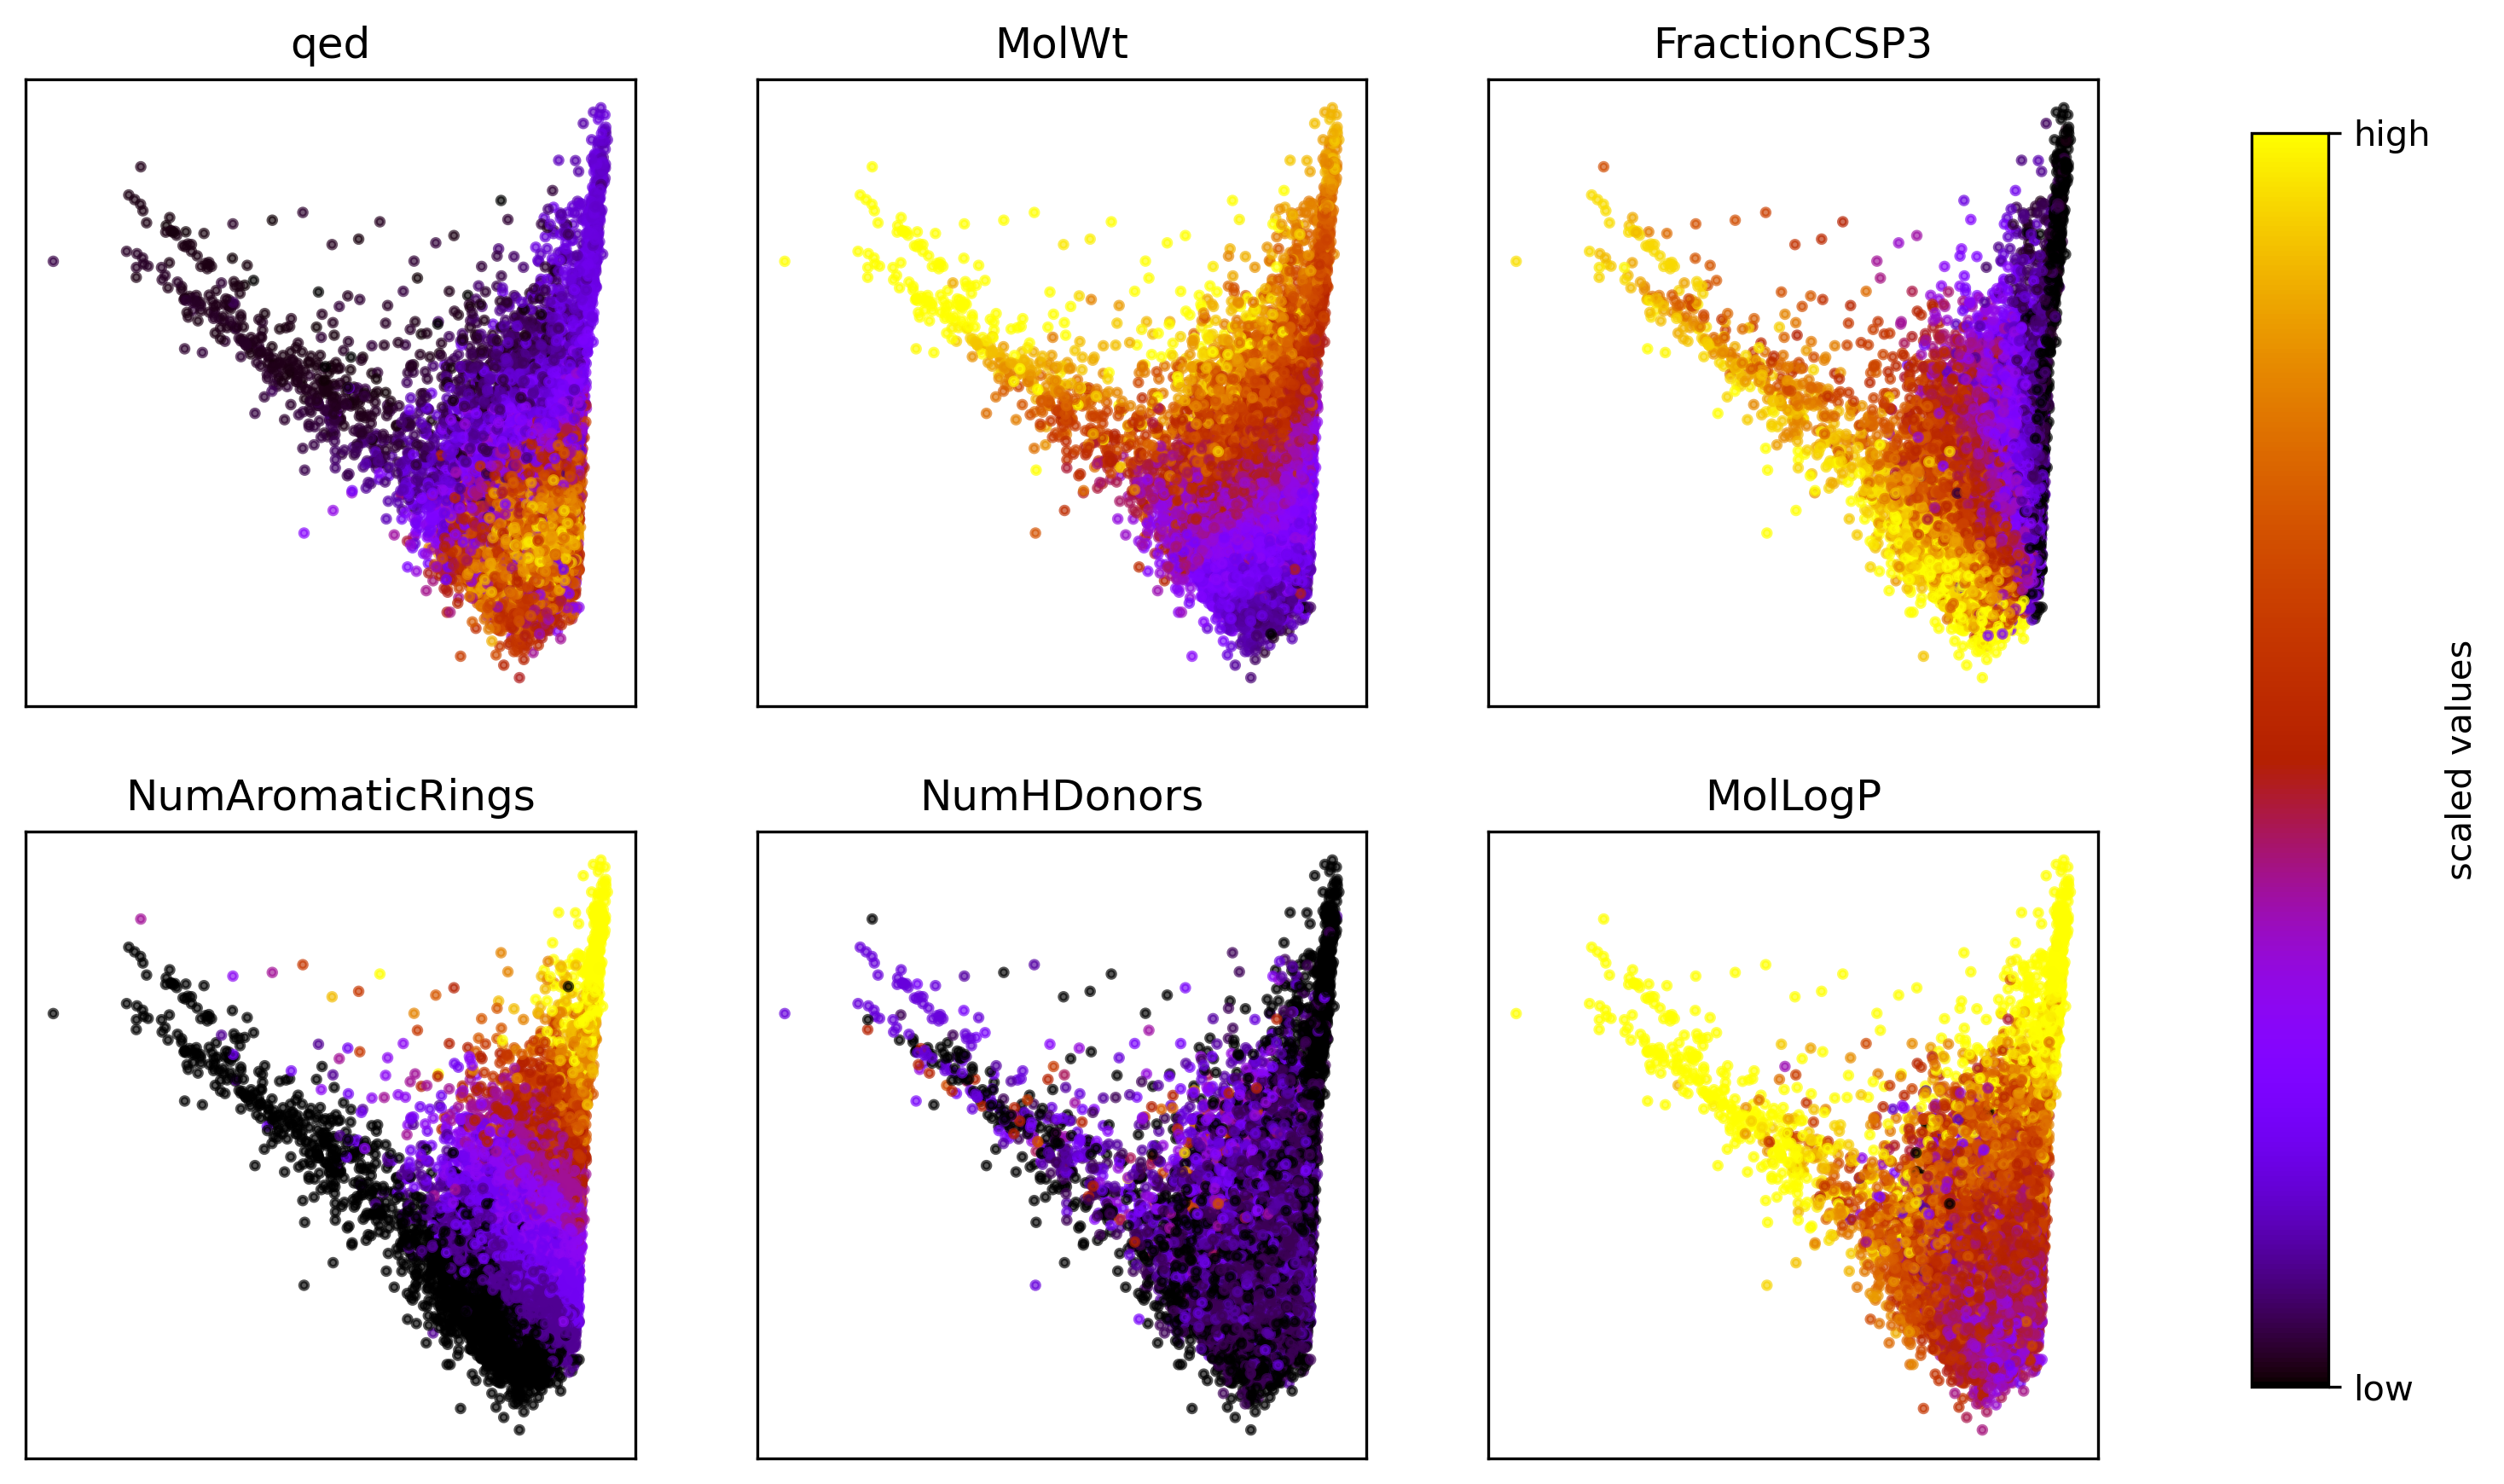 qed
MolWt
FractionCSP3
high
scaled values
NumAromaticRings
NumHDonors
MolLogP
low